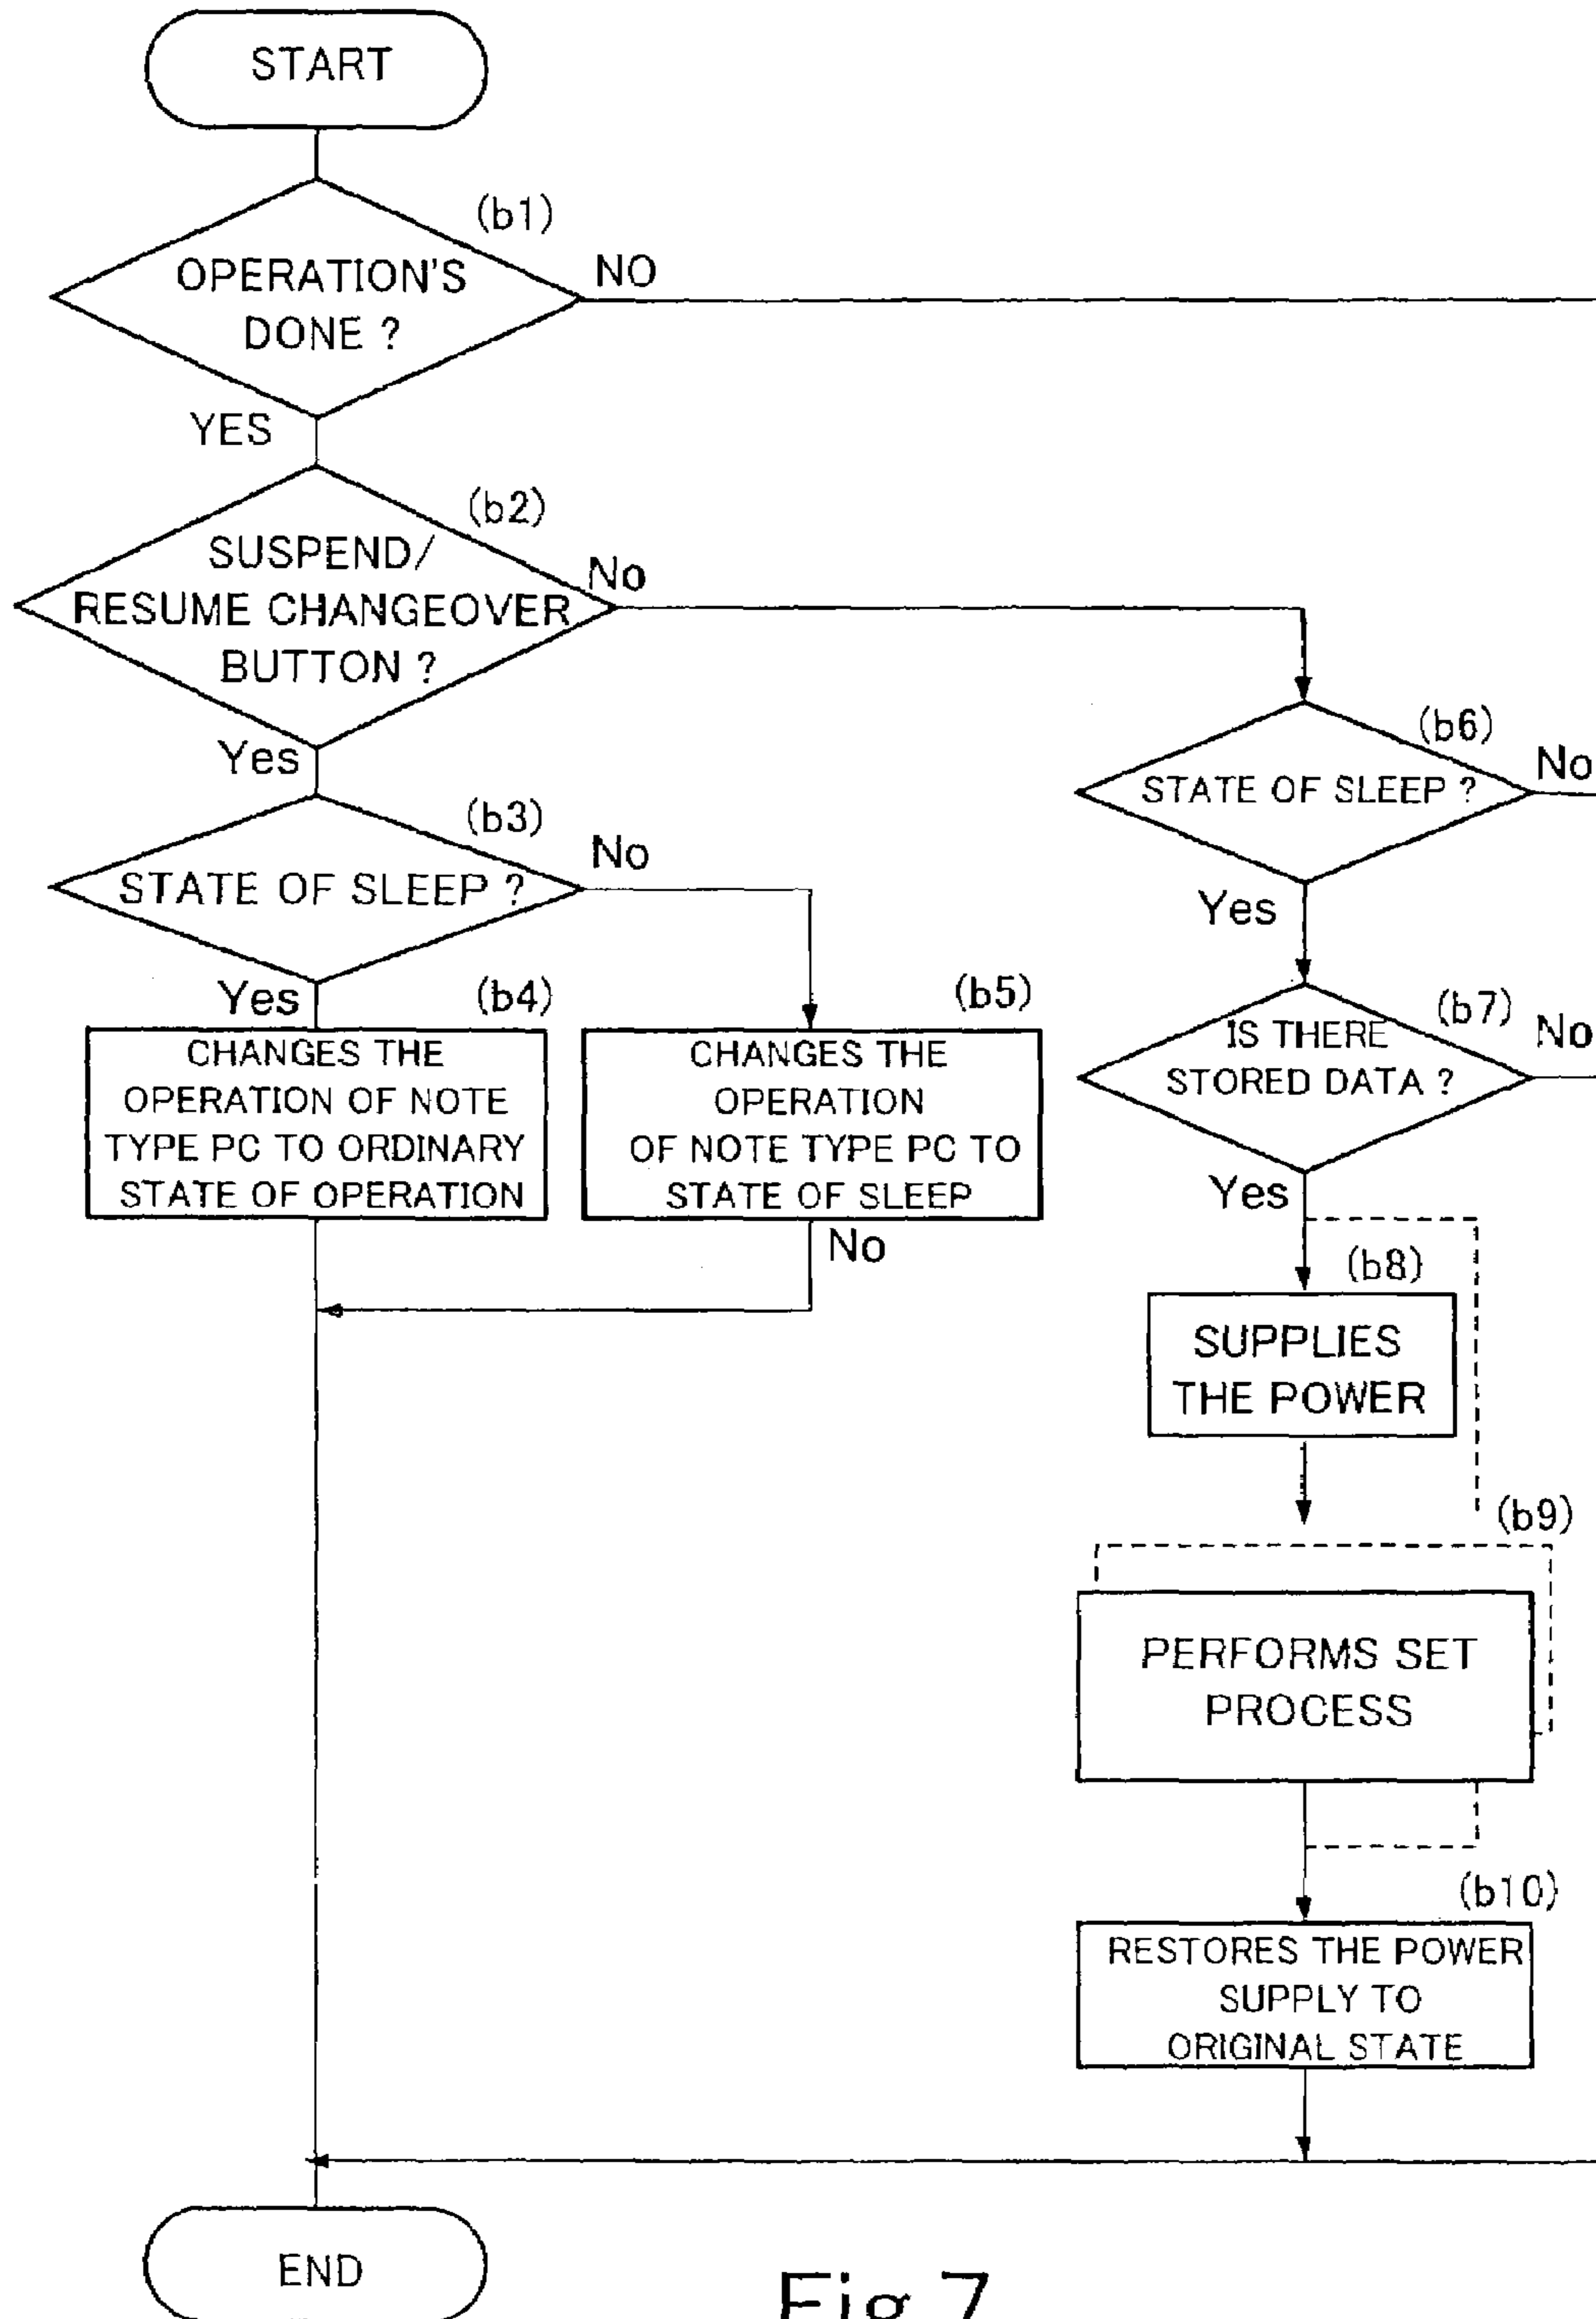 START
(b1)
OPERATION'S
DONE ?
NO
YES
(b2)
SUSPEND/
RESUME CHANGEOVER
BUTTON ?
No
Yes
(b3)
STATE OF SLEEP ?
No
Yes
(b4)
CHANGES THE
OPERATION OF NOTE
TYPE PC TO ORDINARY
STATE OF OPERATION
(b5)
CHANGES THE
OPERATION
OF NOTE TYPE PC TO
STATE OF SLEEP
No
(b6)
STATE OF SLEEP ?
No
Yes
(b7)
IS THERE
STORED DATA ?
No
Yes
(b8)
SUPPLIES
THE POWER
(b9)
PERFORMS SET
PROCESS
(b10)
RESTORES THE POWER
SUPPLY TO
ORIGINAL STATE
END
Fig.7